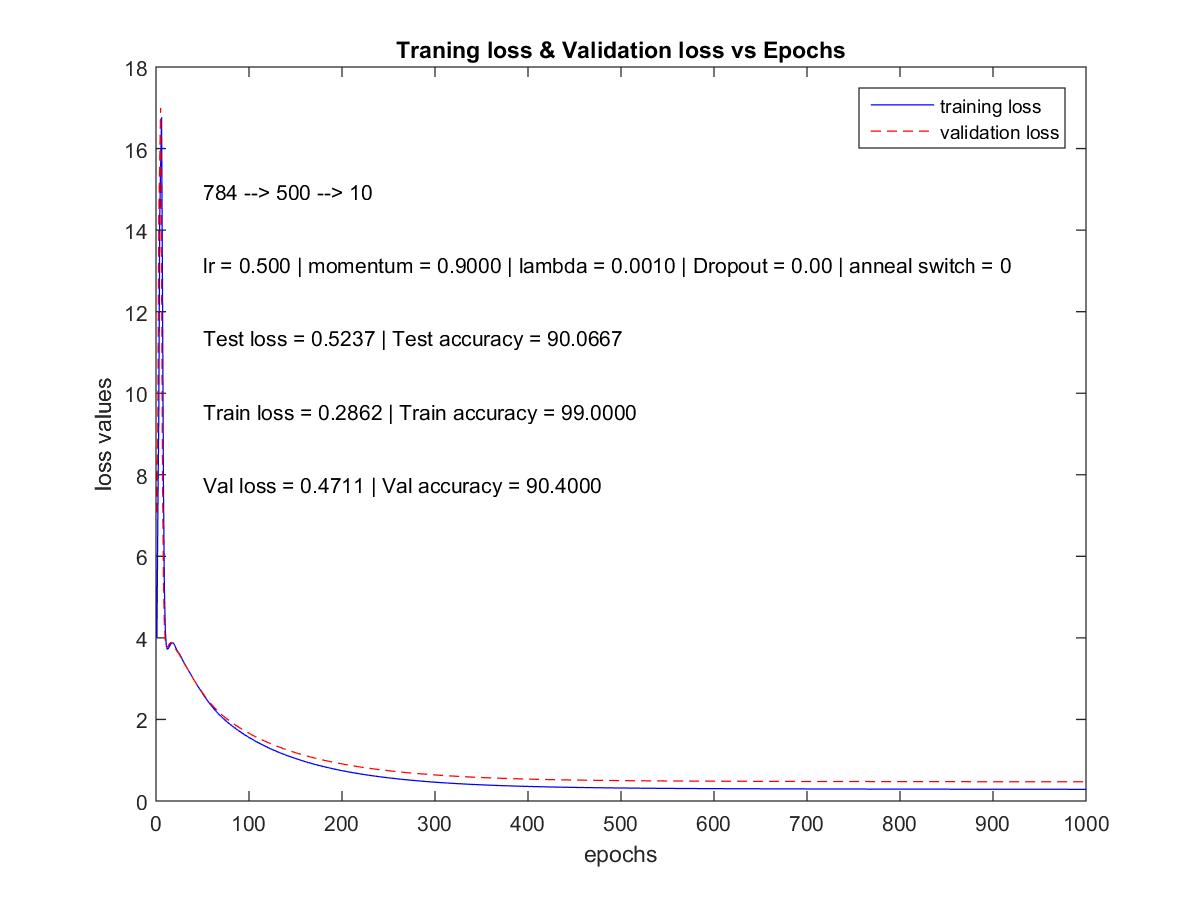 Traning loss & Validation loss vs Epochs
18
16
14
12
10
8
6
4
2
0
loss values
training loss
validation loss
784 --> 500 --> 10
lr = 0.500 | momentum = 0.9000 | lambda = 0.0010 | Dropout = 0.00 | anneal switch = 0
Test loss = 0.5237 | Test accuracy = 90.0667
Train loss = 0.2862 | Train accuracy = 99.0000
Val loss = 0.4711 | Val accuracy = 90.4000
0 100 200 300 400 500 600 700 800 900 1000
epochs